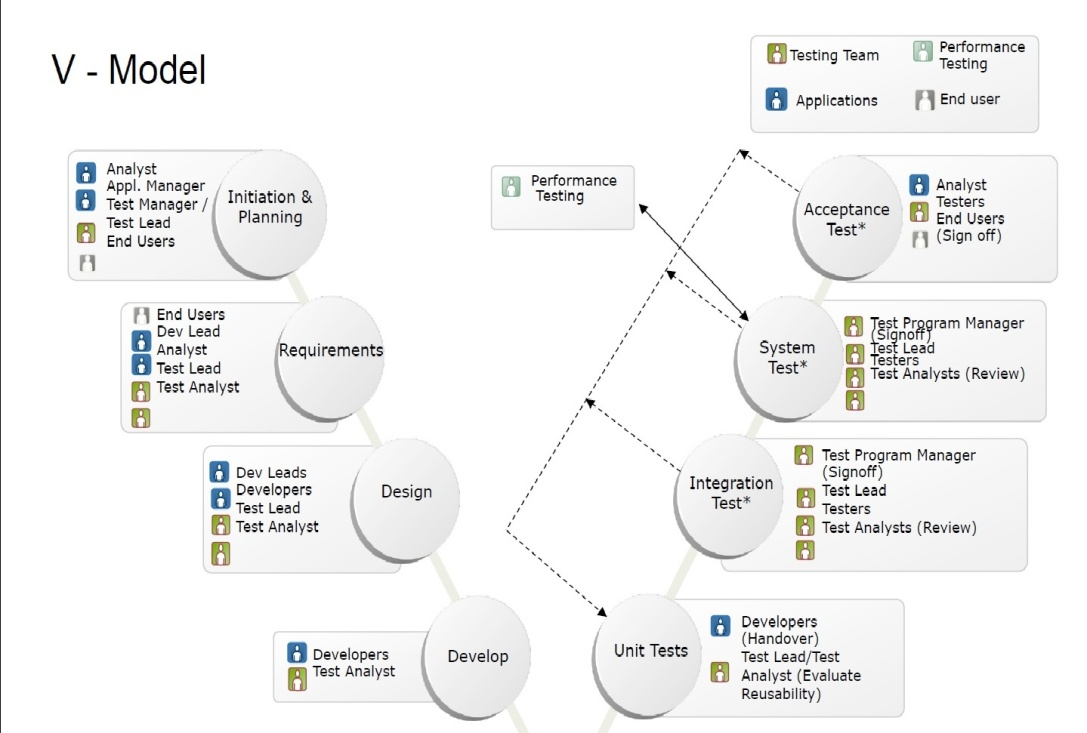 V - Model
Testing Team
Performance
Testing
Applications
End user
Analyst
Appl. Manager
Test Manager /
Test Lead
End Users
Initiation &
Planning
Performance
Testing
Acceptance
Test*
Analyst
Testers
End Users
(Sign off)
End Users
Dev Lead
Analyst
Test Lead
Test Analyst
Requirements
System
Test*
Test Program Manager
(Signoff)
Test Lead
Testers
Test Analysts (Review)
Dev Leads
Developers
Test Lead
Test Analyst
Design
Integration
Test*
Test Program Manager
(Signoff)
Test Lead
Testers
Test Analysts (Review)
Developers
Test Analyst
Develop
Unit Tests
Developers
(Handover)
Test Lead/Test
Analyst (Evaluate
Reusability)